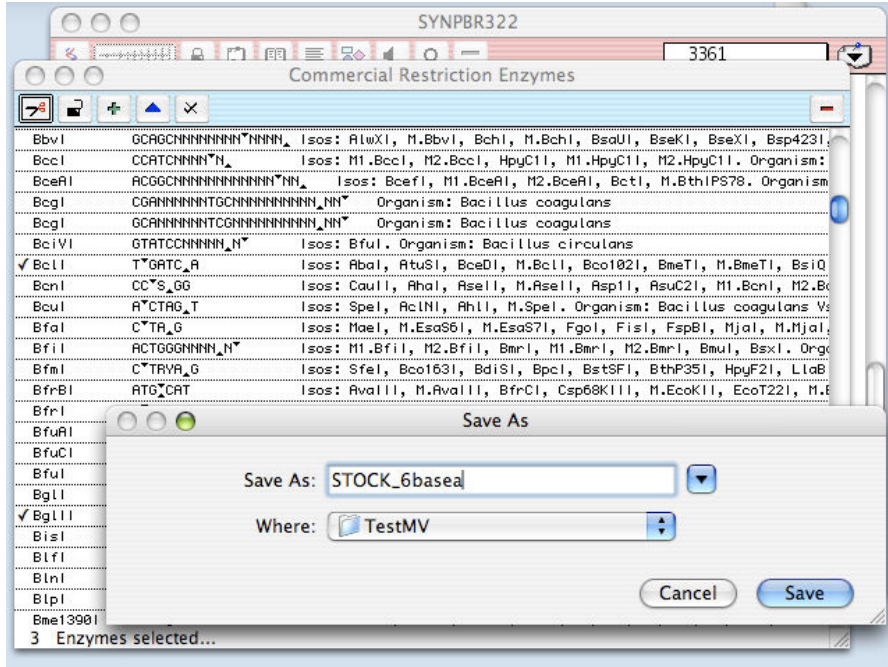 SYNPBR322
3361
Commercial Restriction Enzymes
BbvI GCAGCNNNNNNNN▼NNNN▲ Isos: AlwXI, M.BbvI, BchI, M.BchI, BsaUI, BseKI, BseXI, Bsp423I,
BccI CCATCNNNN▼N▲ Isos: M1.BccI, M2.BccI, HpyC1I, M1.HpyC1I, M2.HpyC1I. Organism:
BceAI ACGGCNNNNNNNNNNNN▼NN▲ Isos: BcefI, M1.BceAI, M2.BceAI, BctI, M.BthIPS78. Organism
BcgI CGANNNNNNTGCNNNNNNNNNN▲NN▼ Organism: Bacillus coagulans
BcgI GCANNNNNNTCGNNNNNNNNNN▲NN▼ Organism: Bacillus coagulans
BciVI GTATCCNNNNN▲N▼ Isos: BfuI. Organism: Bacillus circulans
✓BclI T▼GATC▲A Isos: AbaI, AtuSI, BceDI, M.BclI, Bco102I, BmeTI, M.BmeTI, BsiQ
BcnI CC▼S▲GG Isos: CauII, AhaI, AseII, M.AseII, Asp1I, AsuC2I, M1.BcnI, M2.Bc
BcuI A▼CTAG▲T Isos: SpeI, AclNI, AhlI, M.SpeI. Organism: Bacillus coagulans Vs
BfaI C▼TA▲G Isos: MaeI, M.EsaS6I, M.EsaS7I, FgoI, FisI, FspBI, MjaI, M.MjaI,
BfiI ACTGGGNNNN▲N▼ Isos: M1.BfiI, M2.BfiI, BmrI, M1.BmrI, M2.BmrI, BmuI, BsxI. Orga
BfmI C▼TRYA▲G Isos: SfeI, Bco163I, BdiSI, BpcI, BstSFI, BthP35I, HpyF2I, LlaB
BfrBI ATG▼▲CAT Isos: AvaIII, M.AvaIII, BfrCI, Csp68KIII, M.EcoKII, EcoT22I, M.E
BfrI
BfuAI
BfuCI
BfuI
BglI
✓BglII
BisI
BlfI
BlnI
BlpI
Bme1390I
3 Enzymes selected...
Save As
Save As: STOCK_6basea
Where: TestMV
Cancel Save